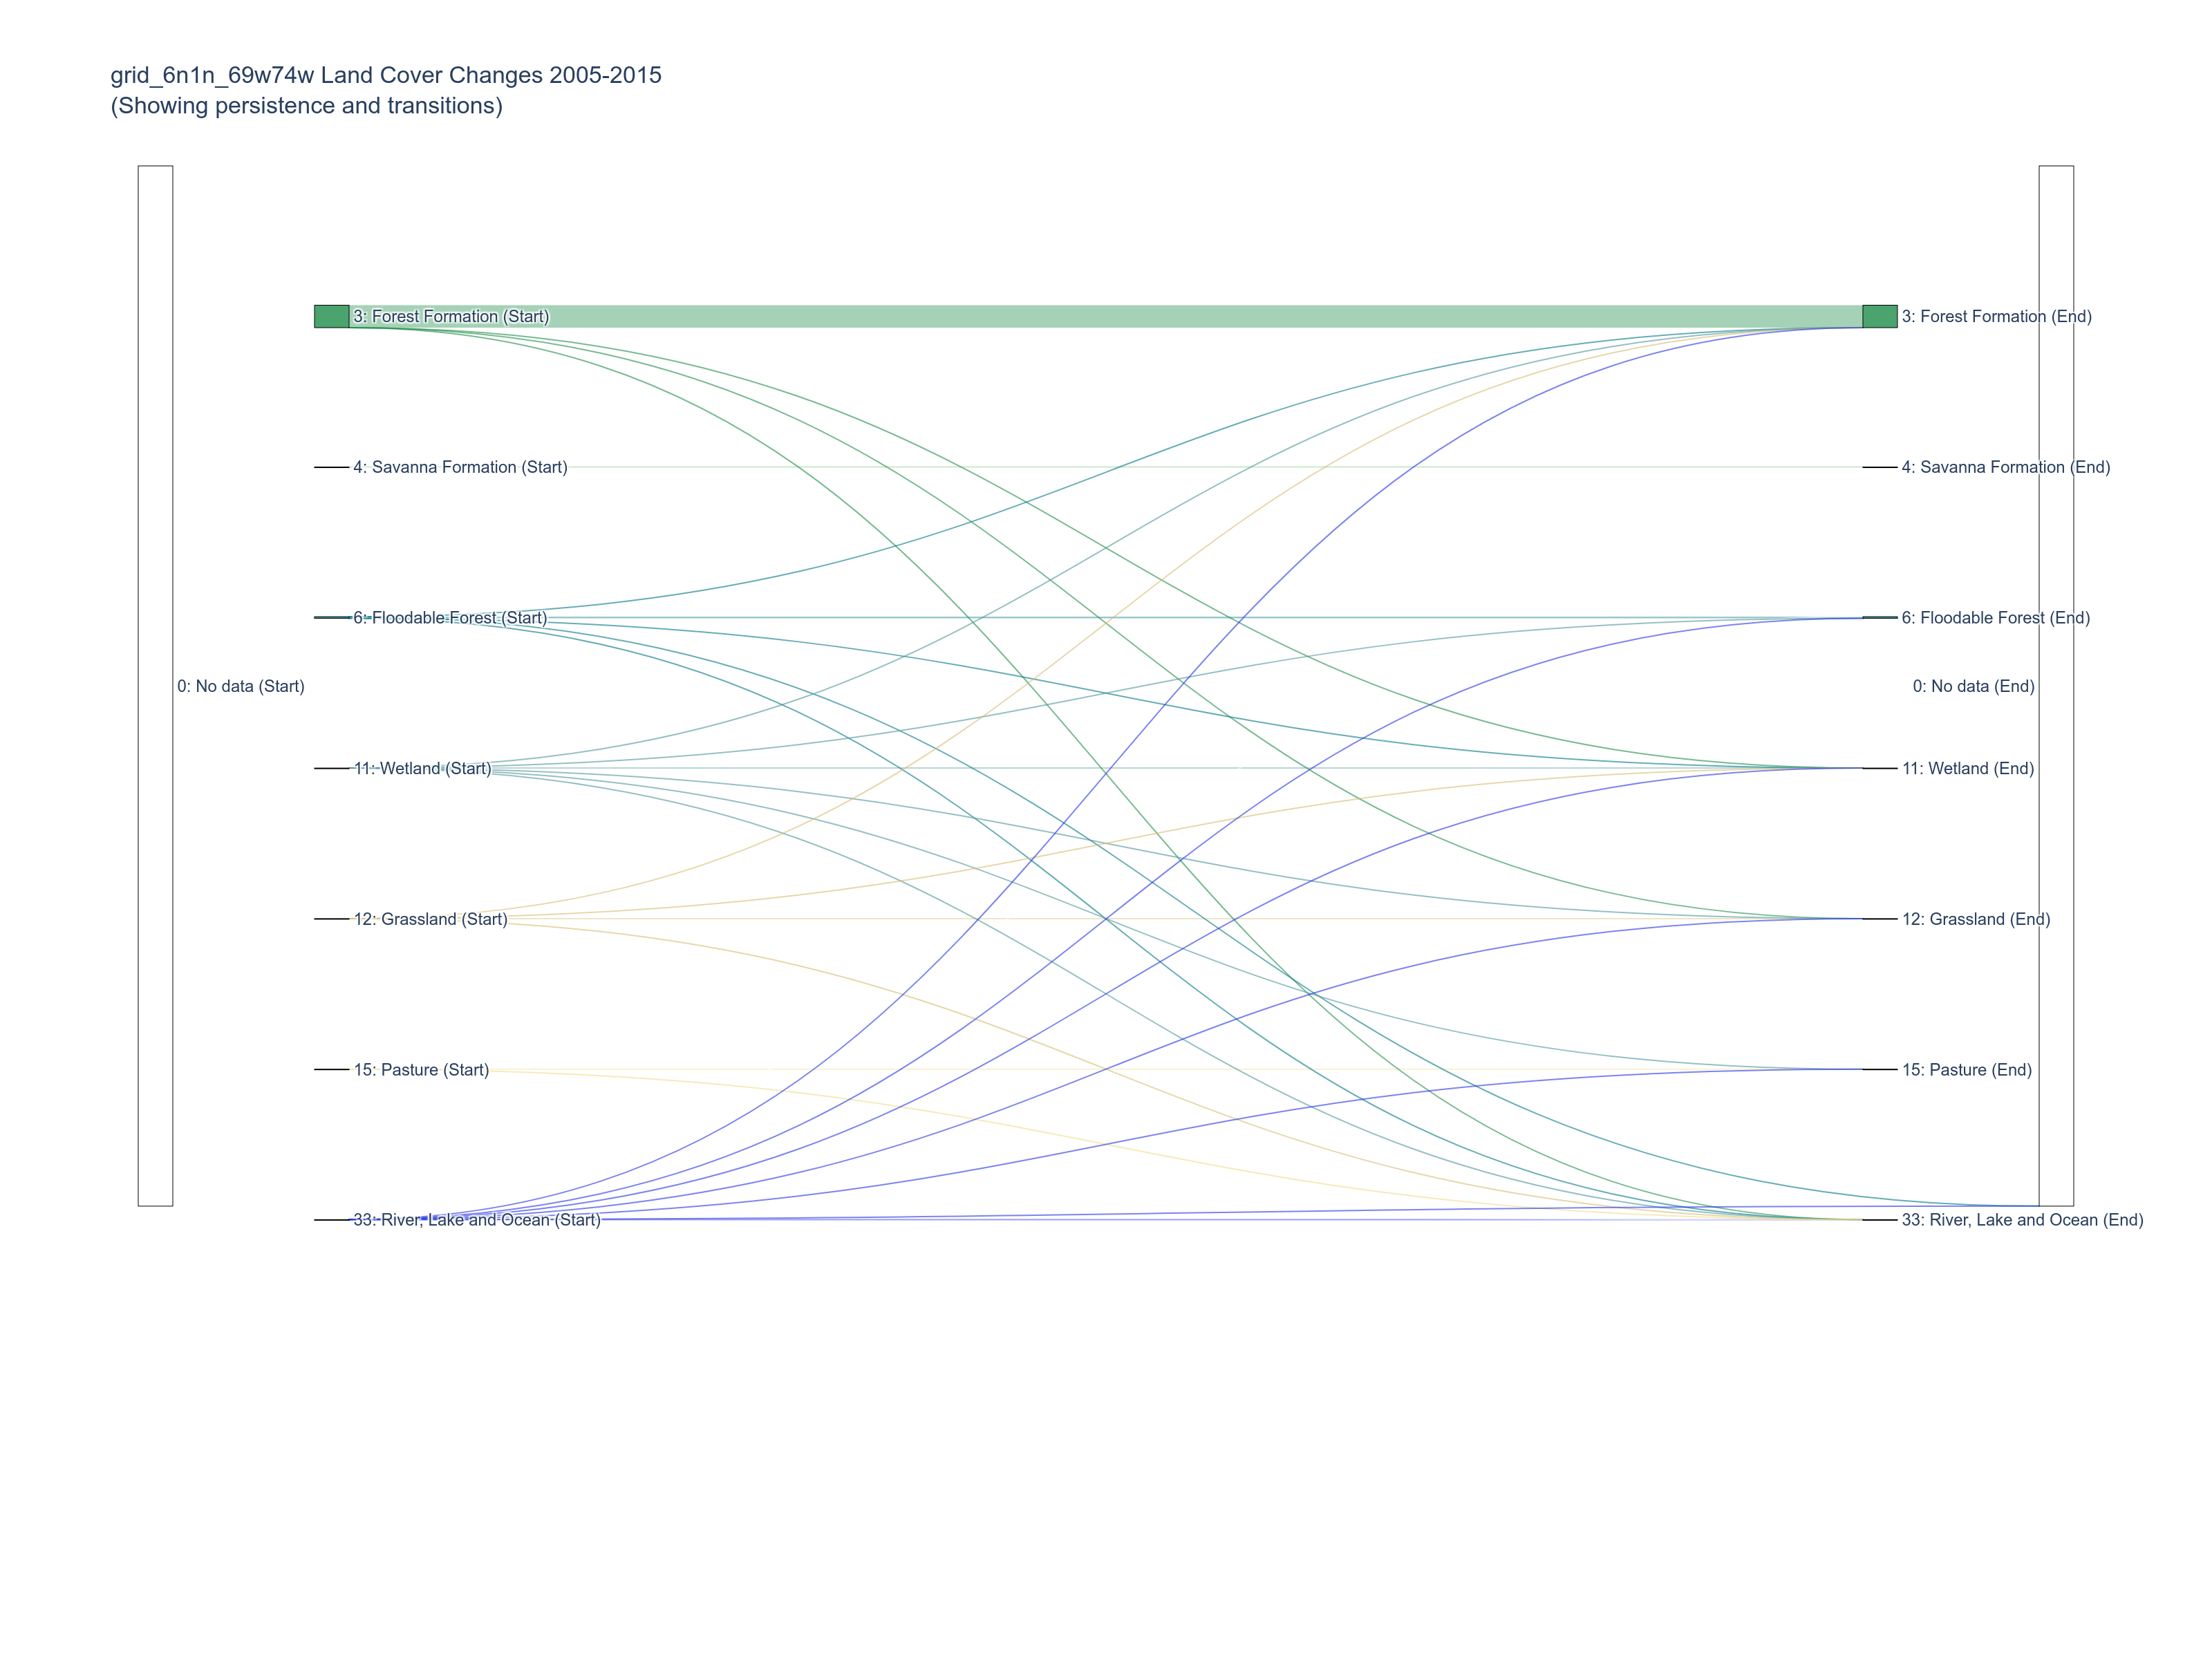 grid_6n1n_69w74w Land Cover Changes 2005-2015
(Showing persistence and transitions)
3: Forest Formation (Start)
3: Forest Formation (End)
4: Savanna Formation (Start)
4: Savanna Formation (End)
6: Floodable Forest (Start)
6: Floodable Forest (End)
0: No data (Start)
0: No data (End)
11: Wetland (Start)
11: Wetland (End)
12: Grassland (Start)
12: Grassland (End)
15: Pasture (Start)
15: Pasture (End)
33: River, Lake and Ocean (Start)
33: River, Lake and Ocean (End)